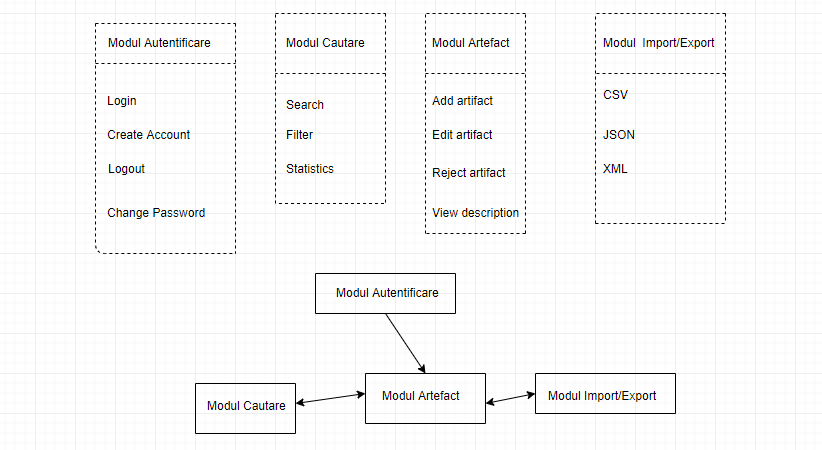 Modul Autentificare
Login
Create Account
Logout
Change Password
Modul Cautare
Search
Filter
Statistics
Modul Artefact
Add artifact
Edit artifact
Reject artifact
View description
Modul Import/Export
CSV
JSON
XML
Modul Autentificare
Modul Cautare
Modul Artefact
Modul Import/Export